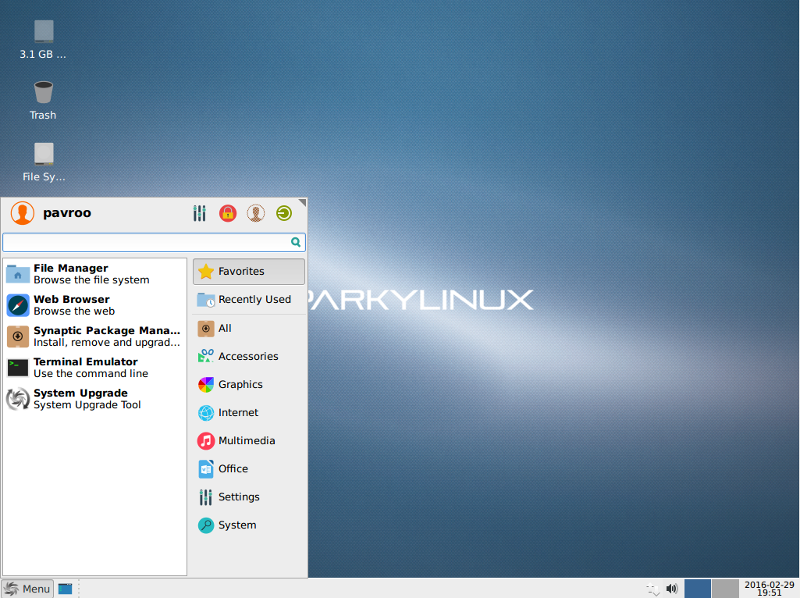 3.1 GB ...
Trash
File Sy...
pavroo
File Manager
Browse the file system
Web Browser
Browse the web
Synaptic Package Mana...
Install, remove and upgrad...
Terminal Emulator
Use the command line
System Upgrade
System Upgrade Tool
Favorites
Recently Used
All
Accessories
Graphics
Internet
Multimedia
Office
Settings
System
PARKYLINUX
Menu
2016-02-29
19:51